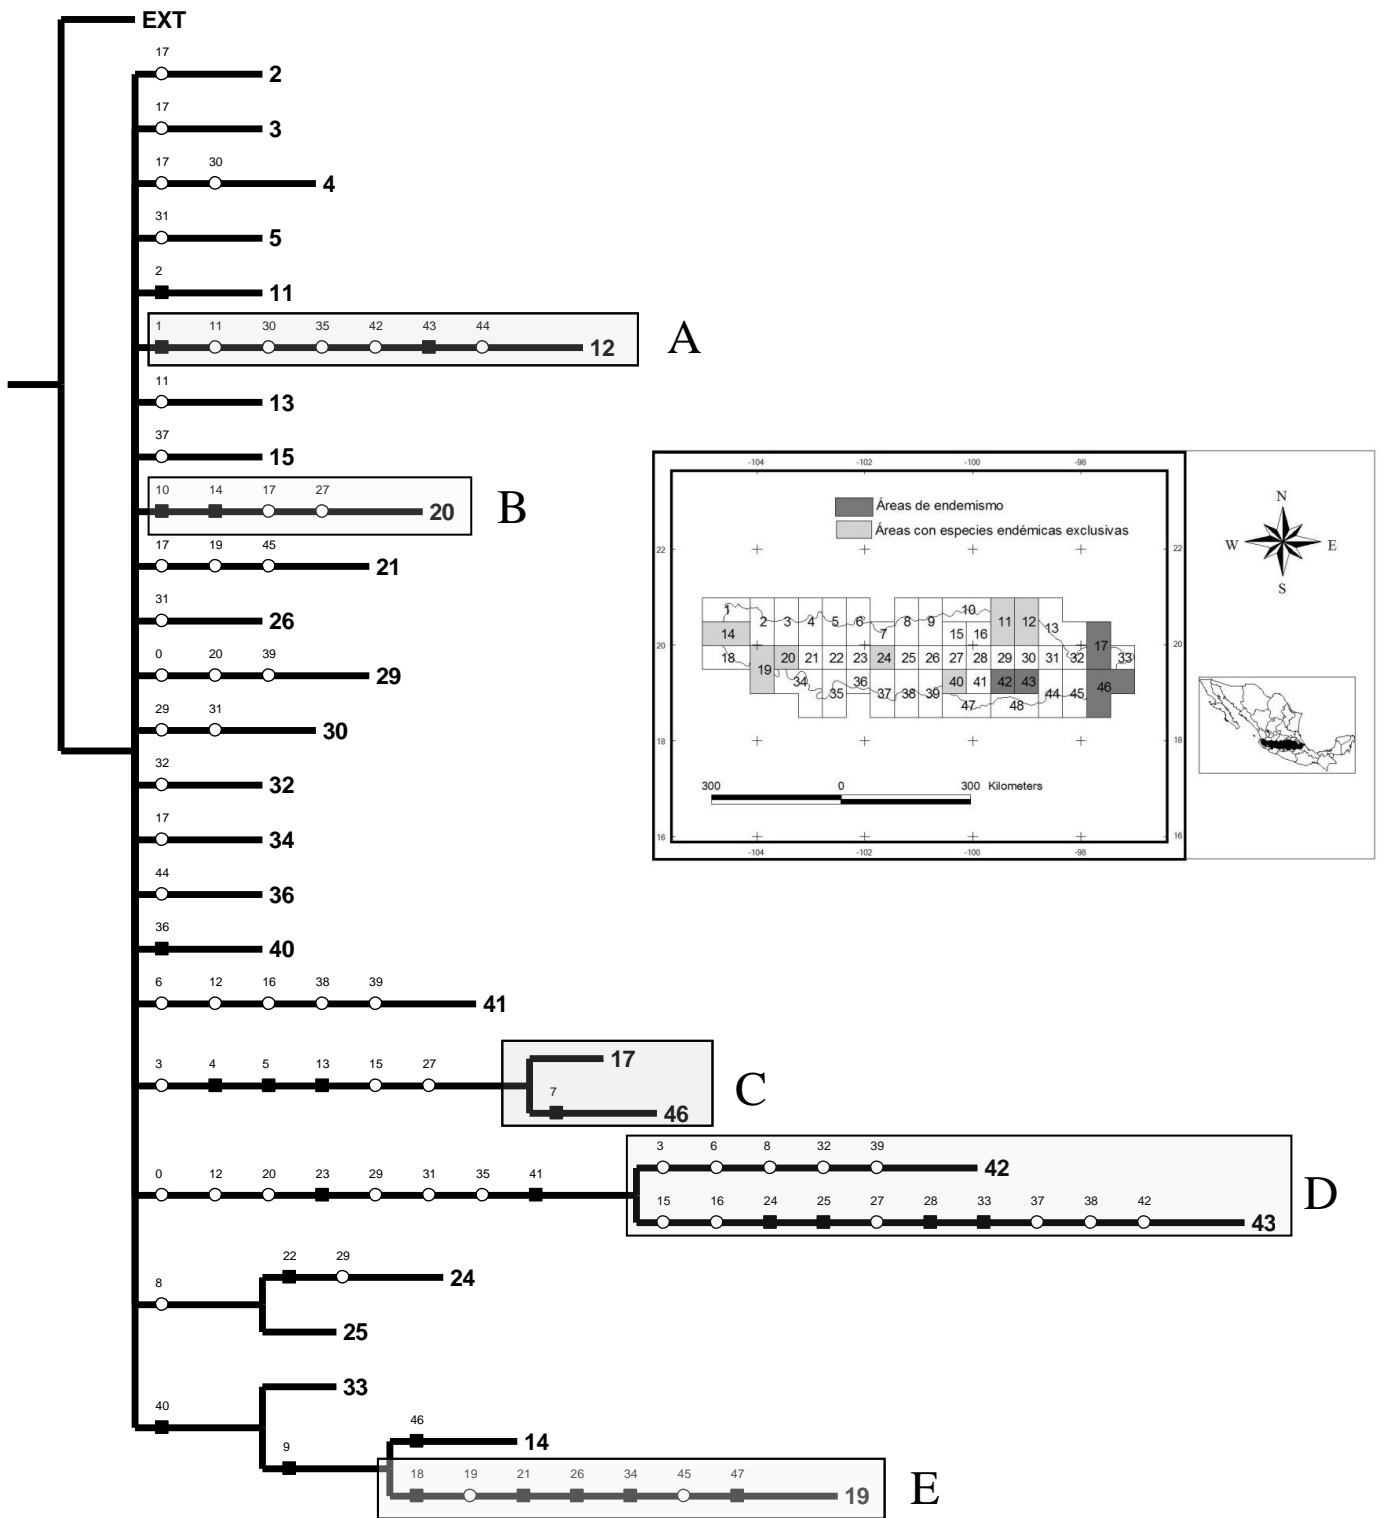 EXT
17
2
17
3
17 30
4
31
5
2
11
1 11 30 35 42 43 44
12
A
11
13
37
15
10 14 17 27
20
B
17 19 45
21
31
26
0 20 39
29
29 31
30
32
32
17
34
44
36
36
40
6 12 16 38 39
41
3 4 5 13 15 27
17
7
46
C
0 12 20 23 29 31 35 41
3 6 8 32 39
42
15 16 24 25 27 28 33 37 38 42
43
D
8
22 29
24
25
40
33
9
46
14
18 19 21 26 34 45 47
19
E
-104 -102 -100 -98
Áreas de endemismo
Áreas con especies endémicas exclusivas
22 22
1 2 3 4 5 6 7 8 9 10 11 12 13
14 15 16 17
20 20
18 19 20 21 22 23 24 25 26 27 28 29 30 31 32 33
34 35 36 37 38 39 40 41 42 43 44 45 46
47 48
18 18
300 0 300 Kilometers
16 16
-104 -102 -100 -98
N
W E
S